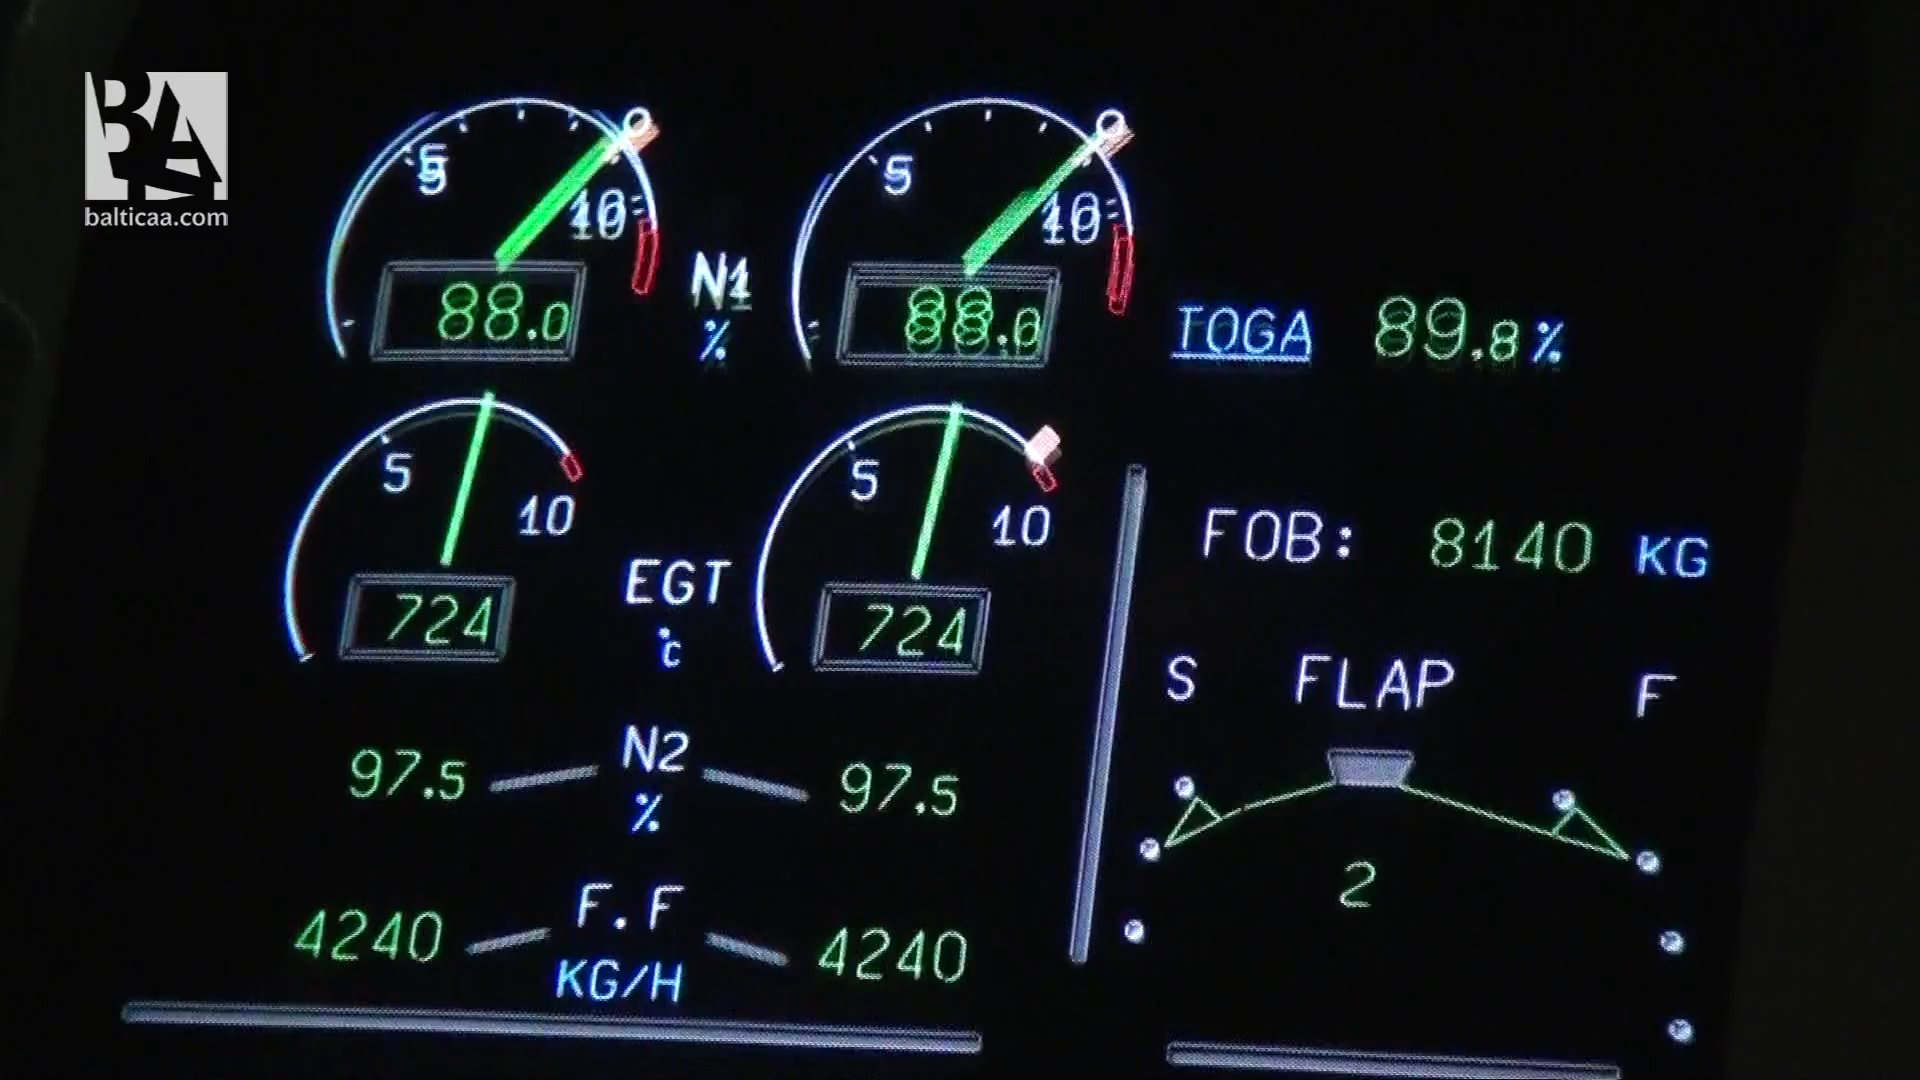 BAA
balticaa.com
5 10 5 10
N1
88.0 % 88.0
TOGA 89.8 %
5 10 5 10
FOB: 8140 KG
EGT
724 °C 724
S FLAP F
N2
97.5 % 97.5
2
F.F
4240 4240
KG/H